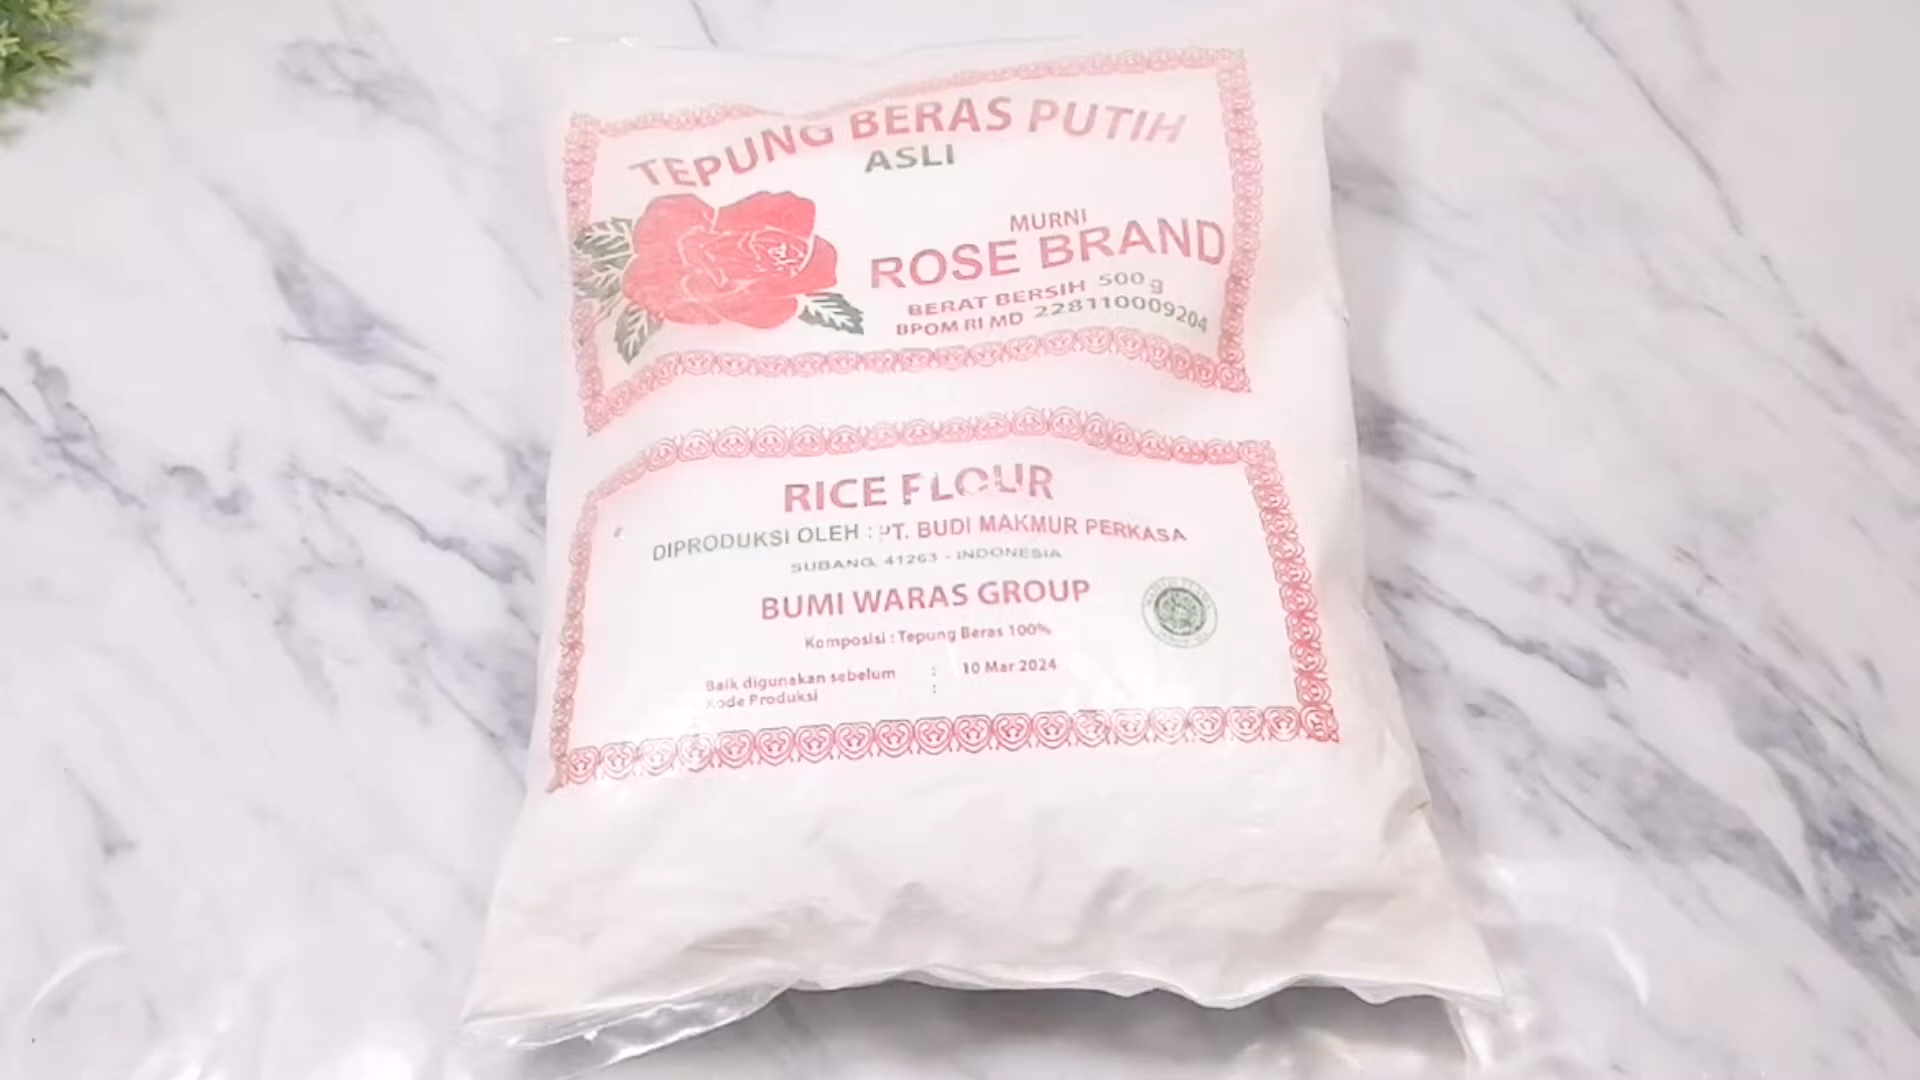 TEPUNG BERAS PUTIH
ASLI
MURNI
ROSE BRAND
BERAT BERSIH 500 g
BPOM RI MD 228110009204
RICE FLOUR
DIPRODUKSI OLEH : PT. BUDI MAKMUR PERKASA
SUBANG, 41263 - INDONESIA
BUMI WARAS GROUP
Komposisi : Tepung Beras 100%
Baik digunakan sebelum : 10 Mar 2024
Kode Produksi :